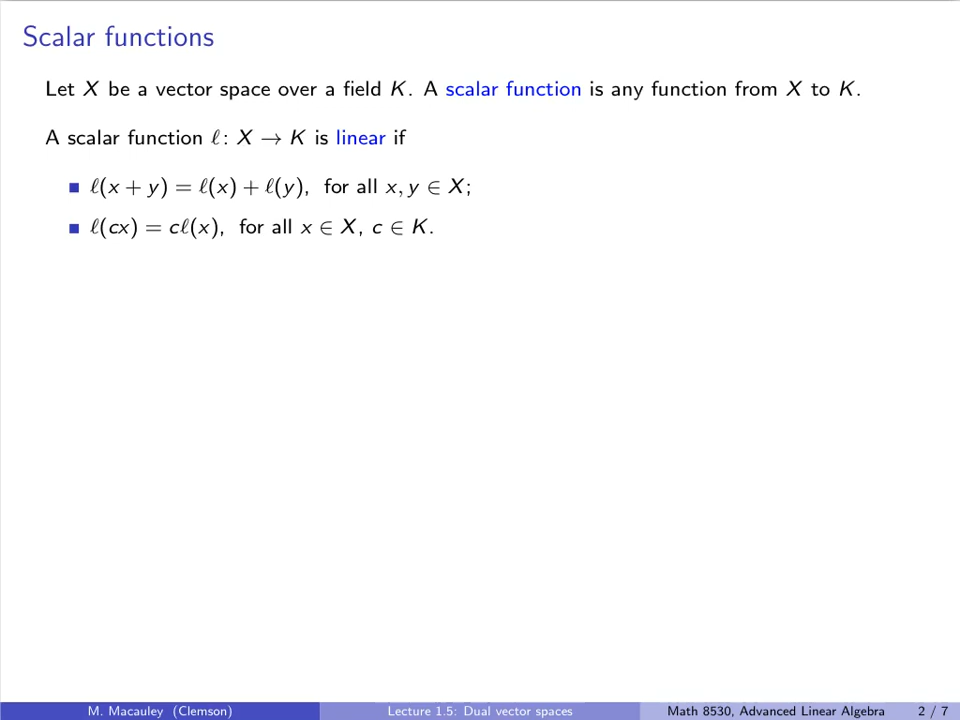 Scalar functions
Let X be a vector space over a field K. A scalar function is any function from X to K.
A scalar function ℓ: X → K is linear if
■ ℓ(x + y) = ℓ(x) + ℓ(y), for all x, y ∈ X;
■ ℓ(cx) = cℓ(x), for all x ∈ X, c ∈ K.
M. Macauley (Clemson) Lecture 1.5: Dual vector spaces Math 8530, Advanced Linear Algebra 2 / 7